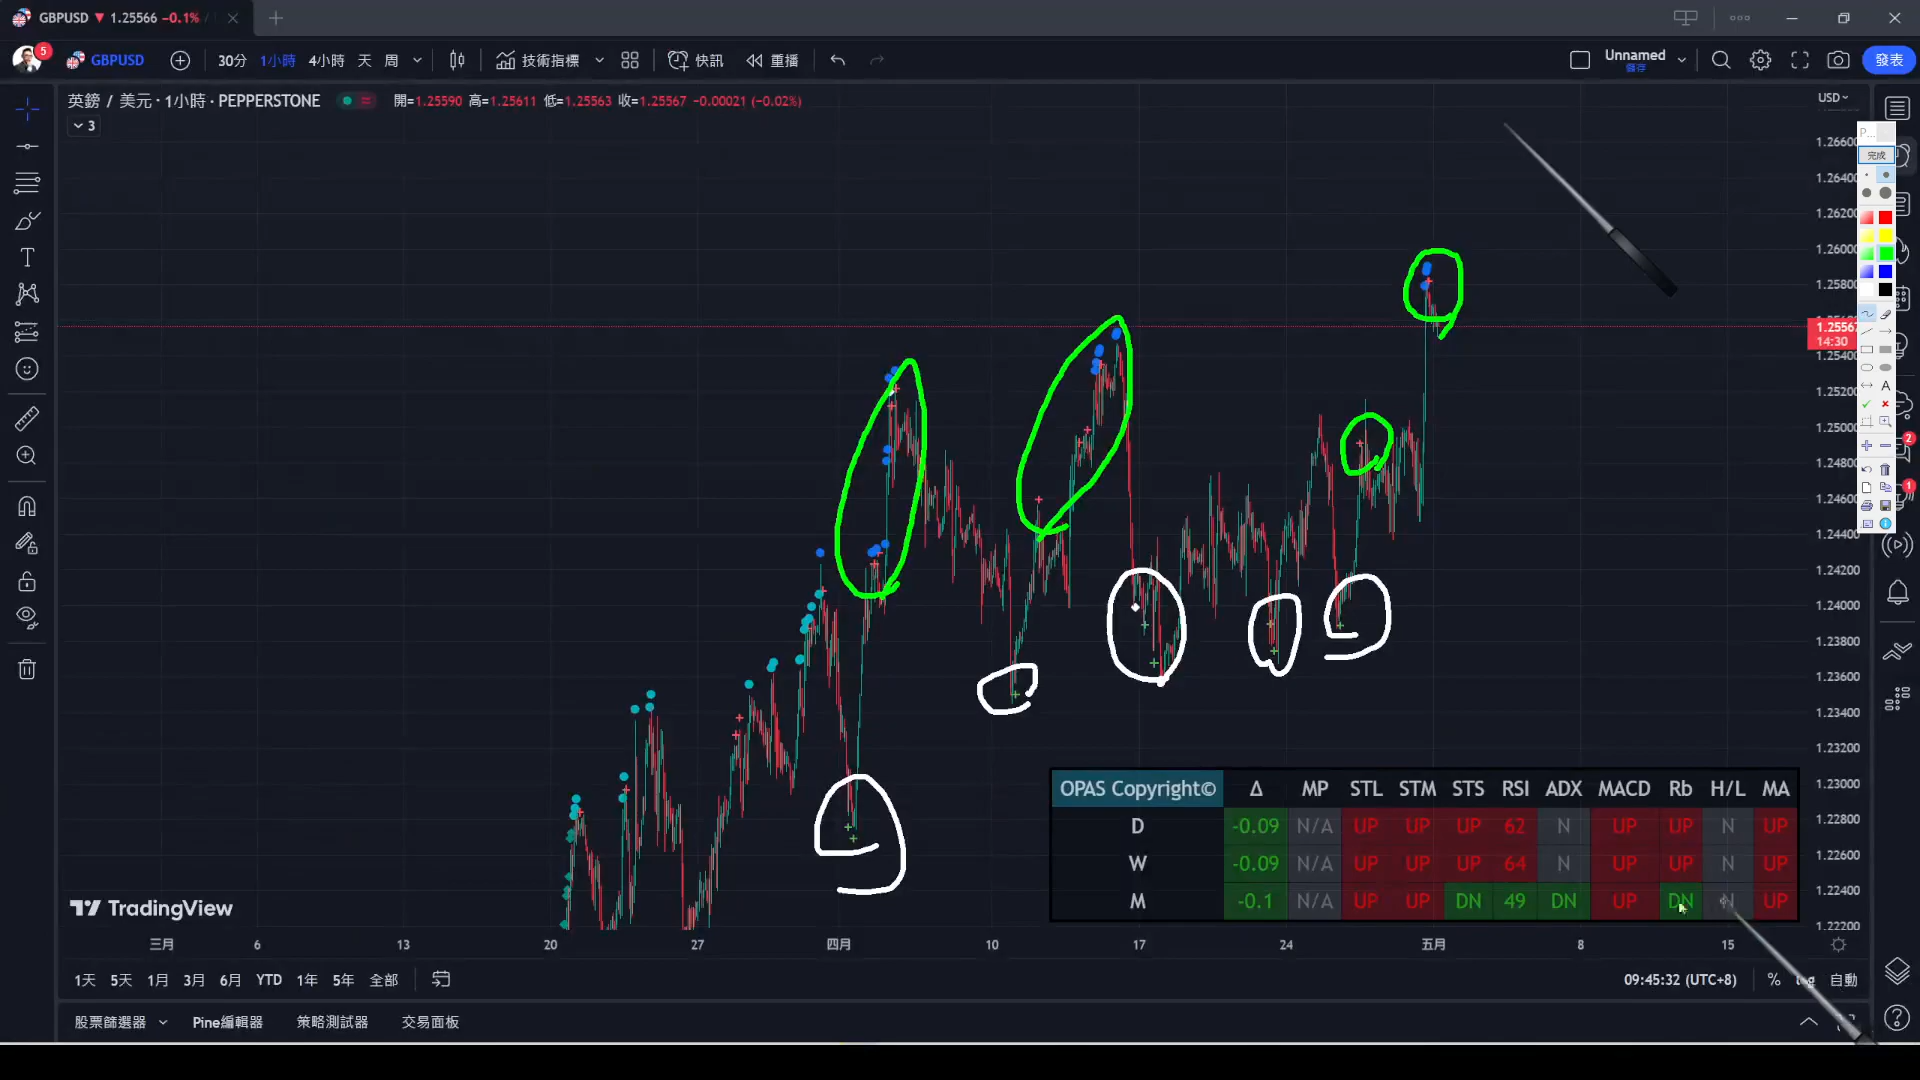 GBPUSD ▼ 1.25566 −0.1% /
5 GBPUSD 30分 1小時 4小時 天 周 技術指標 快訊 重播 Unnamed 儲存 發表
英鎊 / 美元 · 1小時 · PEPPERSTONE 開=1.25590 高=1.25611 低=1.25563 收=1.25567 −0.00021 (−0.02%)
3
USD
P...
完成
1.26600
1.26400
1.26200
1.26000
1.25800
1.25567
14:30
1.25400
1.25200
1.25000
1.24800
1.24600
1.24400
1.24200
1.24000
1.23800
1.23600
1.23400
1.23200
1.23000
1.22800
1.22600
1.22400
1.22200
A
2
1
OPAS Copyright© Δ MP STL STM STS RSI ADX MACD Rb H/L MA
D -0.09 N/A UP UP UP 62 N UP UP N UP
W -0.09 N/A UP UP UP 64 N UP UP N UP
M -0.1 N/A UP UP DN 49 DN UP DN N UP
TradingView
三月 6 13 20 27 四月 10 17 24 五月 8 15
1天 5天 1月 3月 6月 YTD 1年 5年 全部 09:45:32 (UTC+8) % log 自動
股票篩選器 Pine編輯器 策略測試器 交易面板